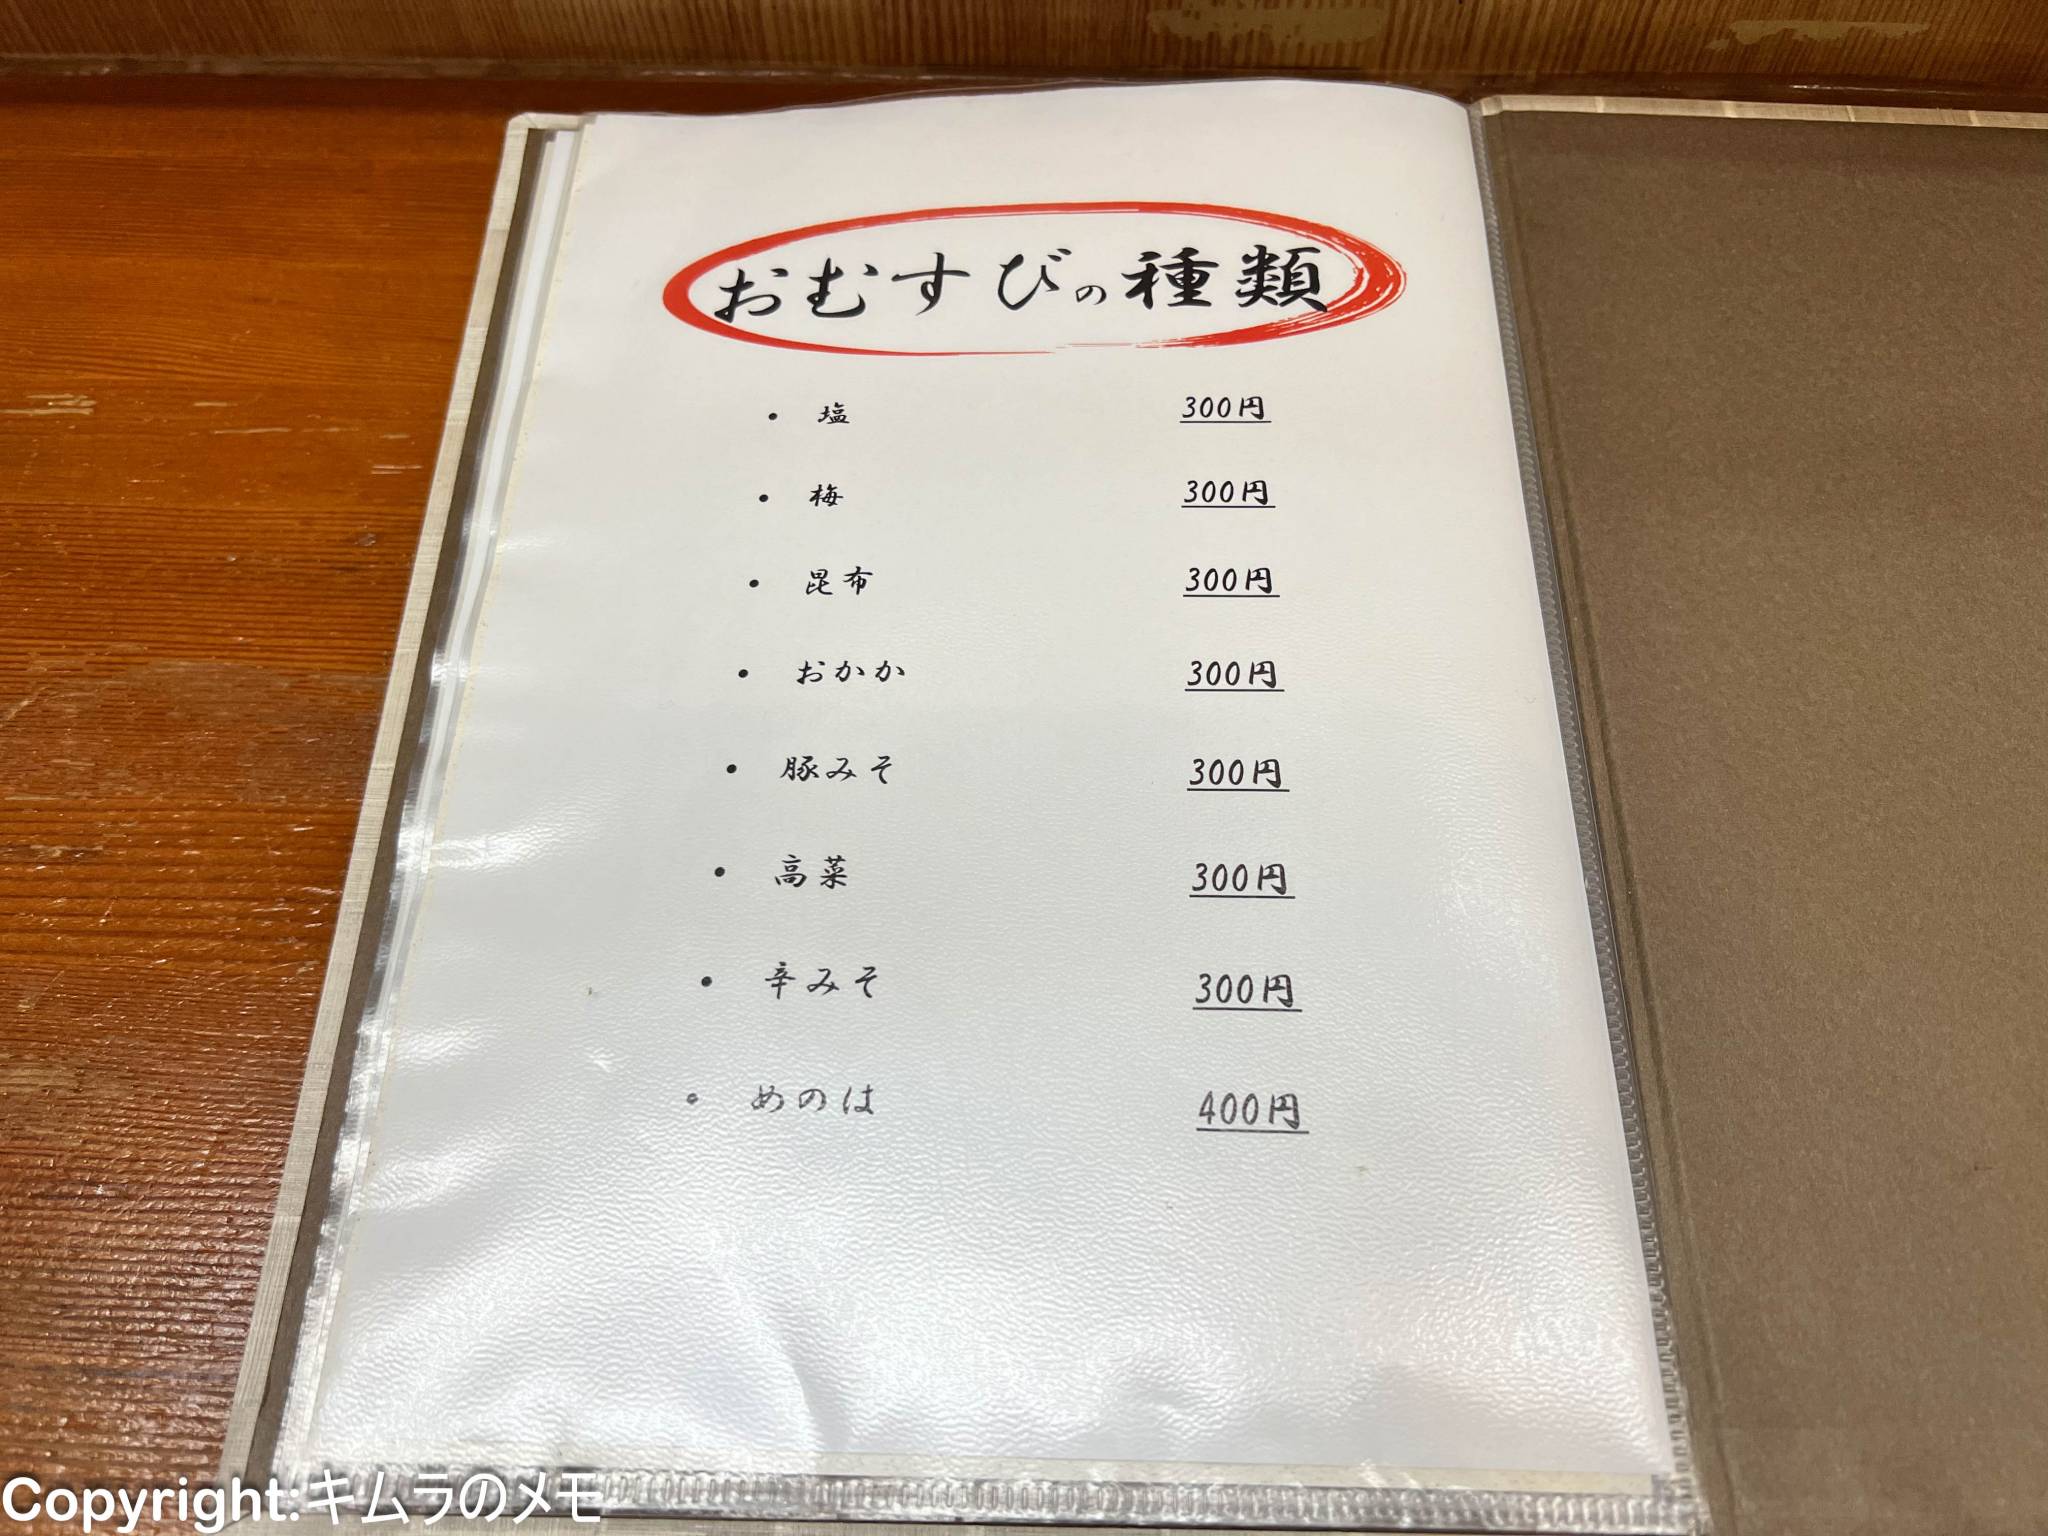 おむすびの種類
・ 塩 300円
・ 梅 300円
・ 昆布 300円
・ おかか 300円
・ 豚みそ 300円
・ 高菜 300円
・ 辛みそ 300円
・ めのは 400円
Copyright:キムラのメモ